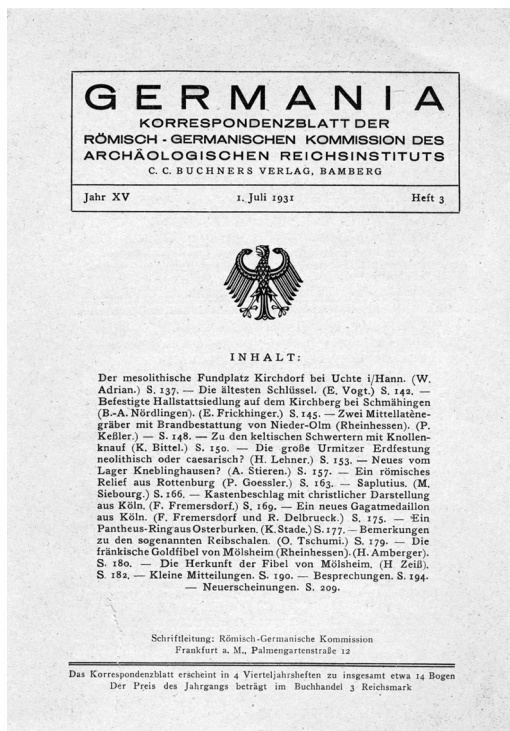 GERMANIA
KORRESPONDENZBLATT DER
RÖMISCH - GERMANISCHEN KOMMISSION DES
ARCHÄOLOGISCHEN REICHSINSTITUTS
C. C. BUCHNERS VERLAG, BAMBERG
Jahr XV 1. Juli 1931 Heft 3
INHALT:
Der mesolithische Fundplatz Kirchdorf bei Uchte i/Hann. (W.
Adrian.) S. 137. — Die ältesten Schlüssel. (E. Vogt.) S. 142. —
Befestigte Hallstattsiedlung auf dem Kirchberg bei Schmähingen
(B.-A. Nördlingen). (E. Frickhinger.) S. 145. — Zwei Mittellatène-
gräber mit Brandbestattung von Nieder-Olm (Rheinhessen). (P.
Keßler.) — S. 148. — Zu den keltischen Schwertern mit Knollen-
knauf (K. Bittel.) S. 150. — Die große Urmitzer Erdfestung
neolithisch oder caesarisch? (H. Lehner.) S. 153. — Neues vom
Lager Kneblinghausen? (A. Stieren.) S. 157. — Ein römisches
Relief aus Rottenburg (P. Goessler.) S. 163. — Saplutius. (M.
Siebourg.) S. 166. — Kastenbeschlag mit christlicher Darstellung
aus Köln. (F. Fremersdorf.) S. 169. — Ein neues Gagatmedaillon
aus Köln. (F. Fremersdorf und R. Delbrueck.) S. 175. — Ein
Pantheus-Ring aus Osterburken. (K. Stade.) S. 177. — Bemerkungen
zu den sogenannten Reibschalen. (O. Tschumi.) S. 179. — Die
fränkische Goldfibel von Mölsheim (Rheinhessen). (H. Amberger).
S. 180. — Die Herkunft der Fibel von Mölsheim. (H Zeiß).
S. 182. — Kleine Mitteilungen. S. 190. — Besprechungen. S. 194.
— Neuerscheinungen. S. 209.
Schriftleitung: Römisch-Germanische Kommission
Frankfurt a. M., Palmengartenstraße 12
Das Korrespondenzblatt erscheint in 4 Vierteljahrsheften zu insgesamt etwa 14 Bogen
Der Preis des Jahrgangs beträgt im Buchhandel 3 Reichsmark